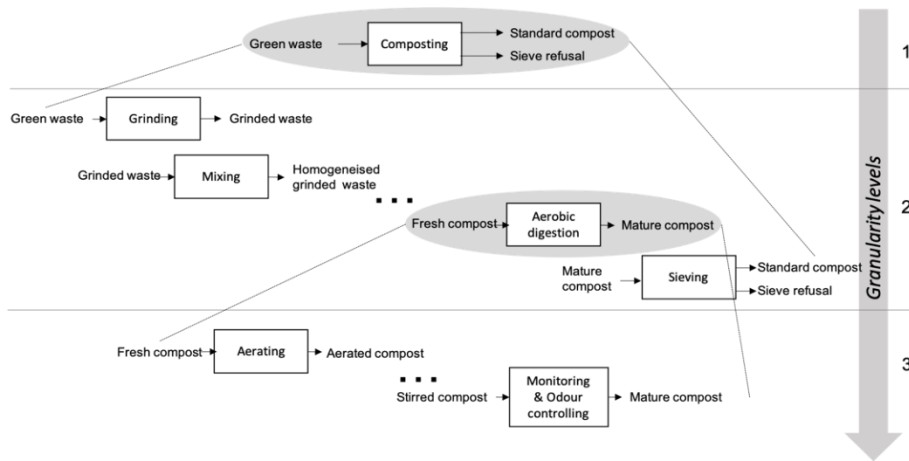 Green waste
Composting
Standard compost
Sieve refusal
1
Green waste
Grinding
Grinded waste
Grinded waste
Mixing
Homogeneised
grinded waste
...
Fresh compost
Aerobic
digestion
Mature compost
Mature
compost
Sieving
Standard compost
Sieve refusal
2
Fresh compost
Aerating
Aerated compost
...
Stirred compost
Monitoring
& Odour
controlling
Mature compost
3
Granularity levels